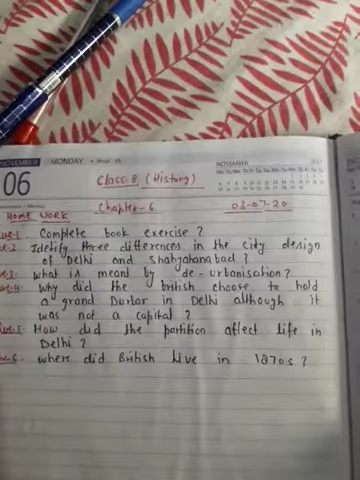 NOVEMBER MONDAY
NOVEMBER
06
Class:8 (History)
Chapter-6
03-07-20
Home Work
Complete book exercise ?
Idetify three differences in the city design
of Delhi and Shahjahanabad ?
what is meant by de-urbanisation ?
Why did the british choose to hold
a grand Durbar in Delhi although it
was not a capital ?
How did the partition affect life in
Delhi ?
where did British live in 1870s ?